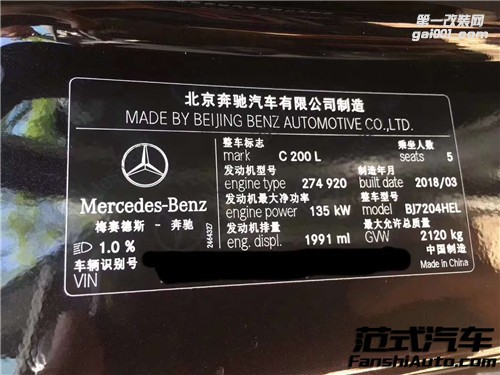 第一改装网
gai001.com
北京奔驰汽车有限公司制造
MADE BY BEIJING BENZ AUTOMOTIVE CO.,LTD.
整车标志 乘坐人数
mark C 200 L seats 5
发动机型号 制造年月
engine type 274 920 built date 2018/03
发动机最大净功率 整车型号
engine power 135 kW model BJ7204HEL
发动机排量 最大允许总质量
eng. displ. 1991 ml GVW 2120 kg
中国制造
Made in China
Mercedes-Benz
梅赛德斯 - 奔驰
1.0 %
车辆识别号
VIN
2464327
范式汽车
FanshiAuto.com